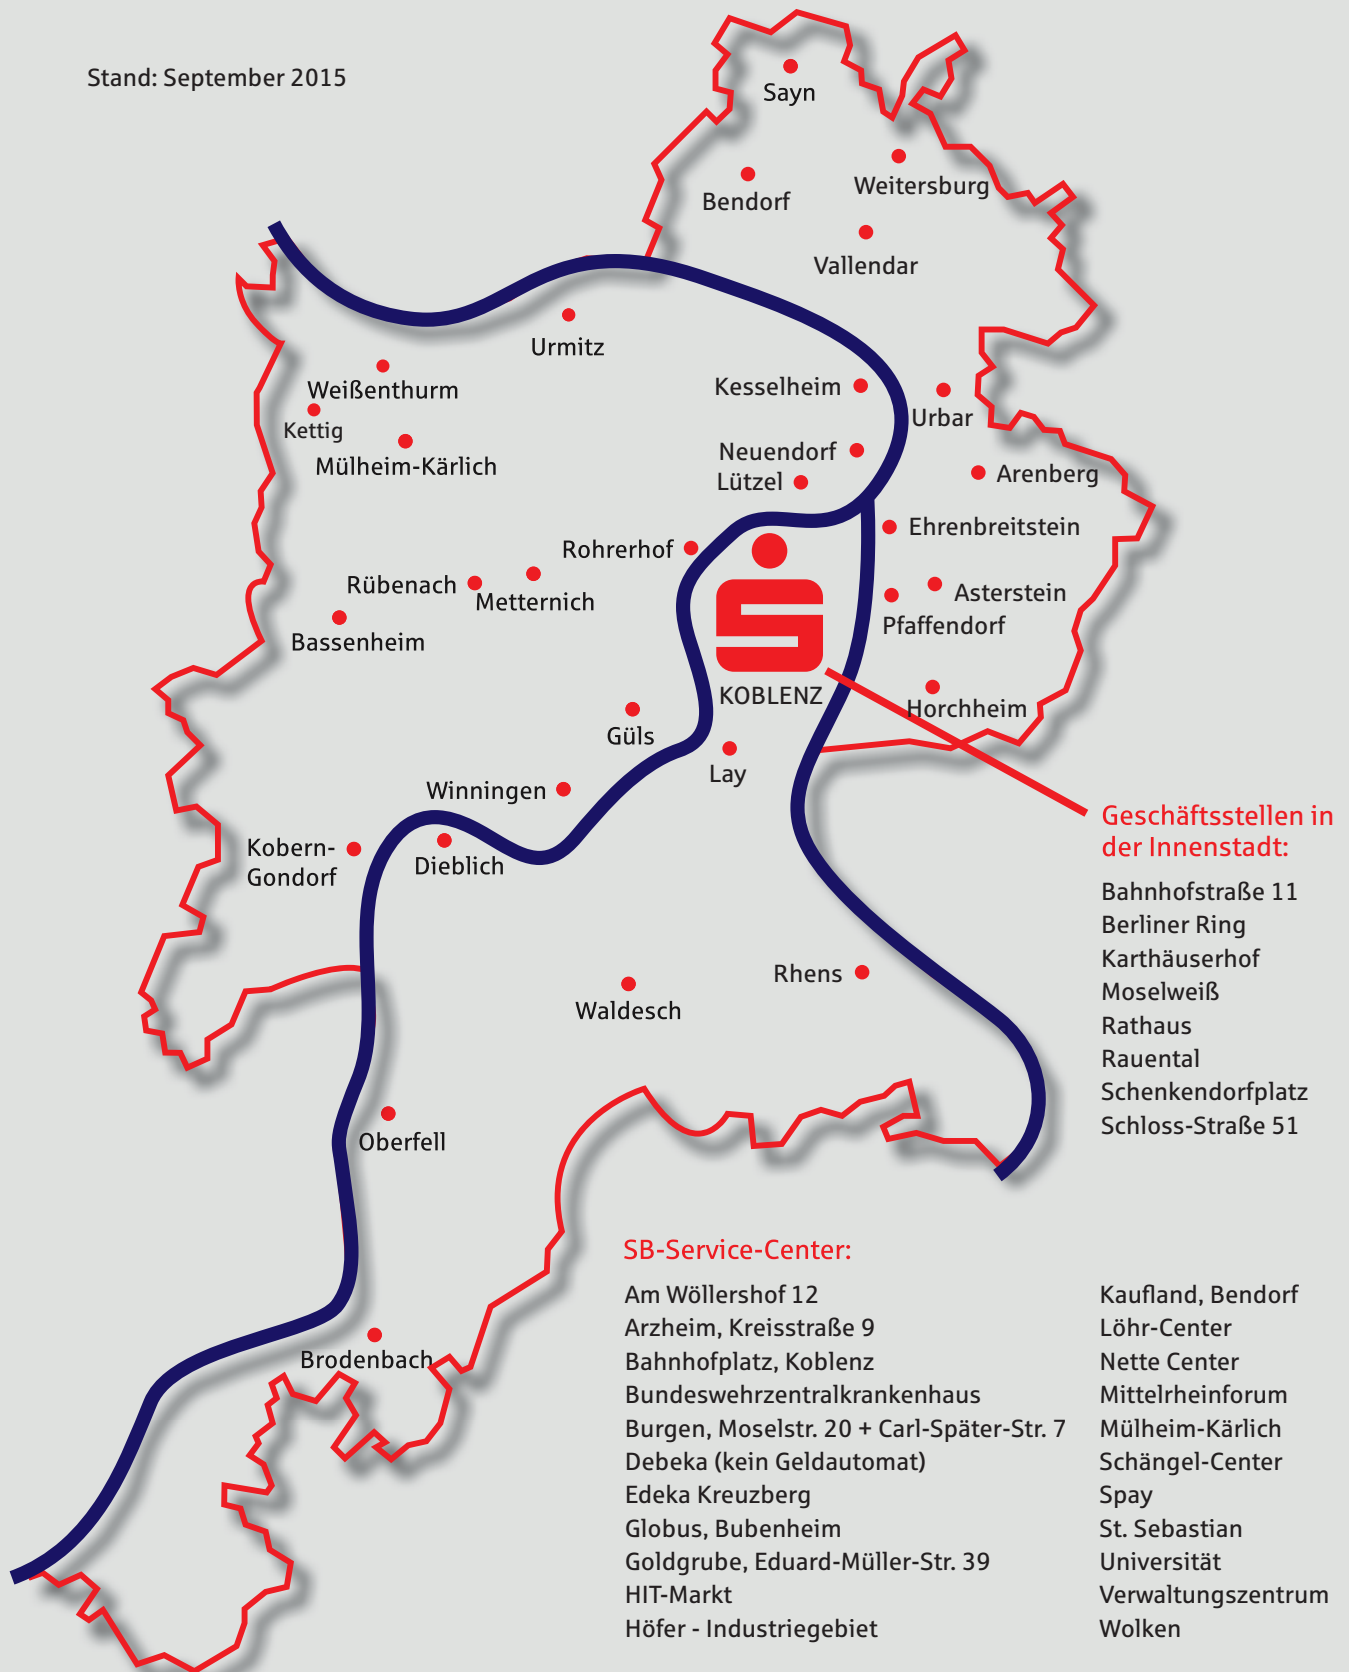 Stand: September 2015
Sayn
Weitersburg
Bendorf
Vallendar
Urmitz
Weißenthurm
Kesselheim
Urbar
Kettig
Neuendorf
Mülheim-Kärlich
Arenberg
Lützel
Ehrenbreitstein
Rohrerhof
Rübenach
Asterstein
Metternich
Pfaffendorf
Bassenheim
KOBLENZ
Horchheim
Güls
Lay
Winningen
Kobern-
Gondorf
Dieblich
Rhens
Waldesch
Oberfell
Brodenbach
Geschäftsstellen in
der Innenstadt:
Bahnhofstraße 11
Berliner Ring
Karthäuserhof
Moselweiß
Rathaus
Rauental
Schenkendorfplatz
Schloss-Straße 51
SB-Service-Center:
Am Wöllershof 12
Arzheim, Kreisstraße 9
Bahnhofplatz, Koblenz
Bundeswehrzentralkrankenhaus
Burgen, Moselstr. 20 + Carl-Später-Str. 7
Debeka (kein Geldautomat)
Edeka Kreuzberg
Globus, Bubenheim
Goldgrube, Eduard-Müller-Str. 39
HIT-Markt
Höfer - Industriegebiet
Kaufland, Bendorf
Löhr-Center
Nette Center
Mittelrheinforum
Mülheim-Kärlich
Schängel-Center
Spay
St. Sebastian
Universität
Verwaltungszentrum
Wolken